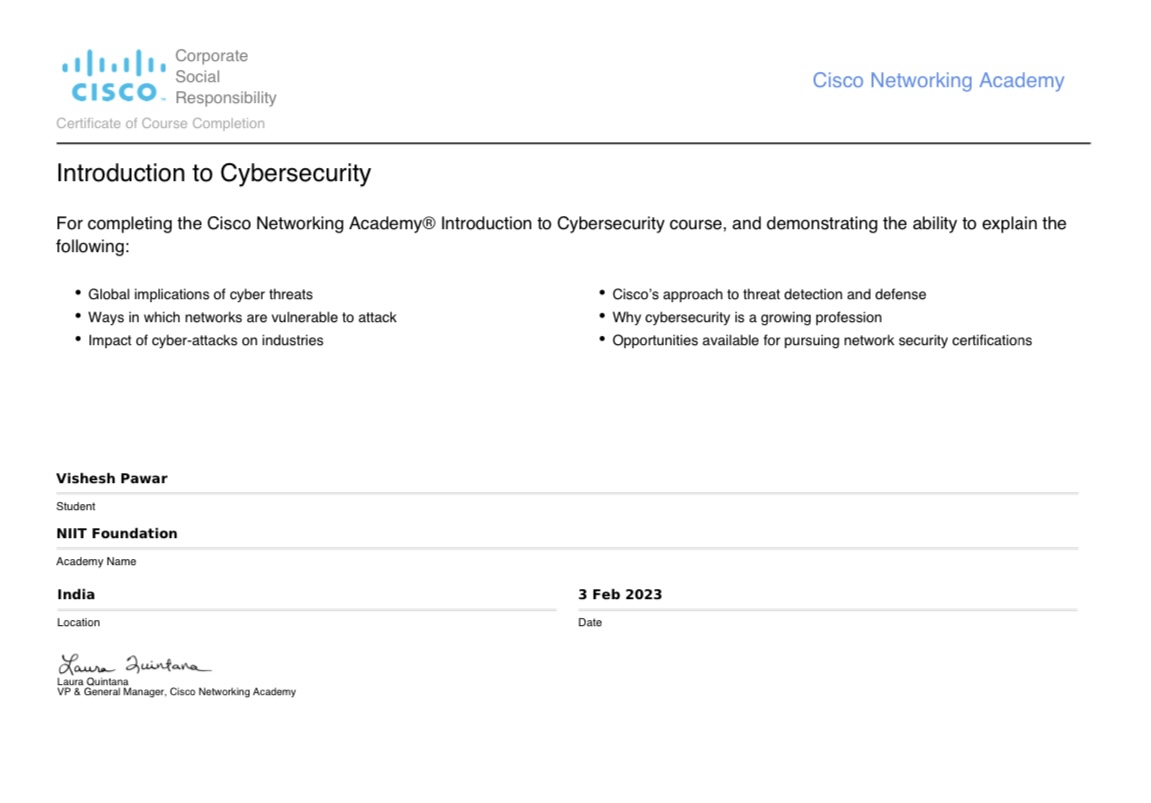 CISCO
Corporate
Social
Responsibility
Certificate of Course Completion
Cisco Networking Academy
Introduction to Cybersecurity
For completing the Cisco Networking Academy® Introduction to Cybersecurity course, and demonstrating the ability to explain the
following:
• Global implications of cyber threats
• Ways in which networks are vulnerable to attack
• Impact of cyber-attacks on industries
• Cisco's approach to threat detection and defense
• Why cybersecurity is a growing profession
• Opportunities available for pursuing network security certifications
Vishesh Pawar
Student
NIIT Foundation
Academy Name
India
Location
3 Feb 2023
Date
Laura Quintana
Laura Quintana
VP & General Manager, Cisco Networking Academy